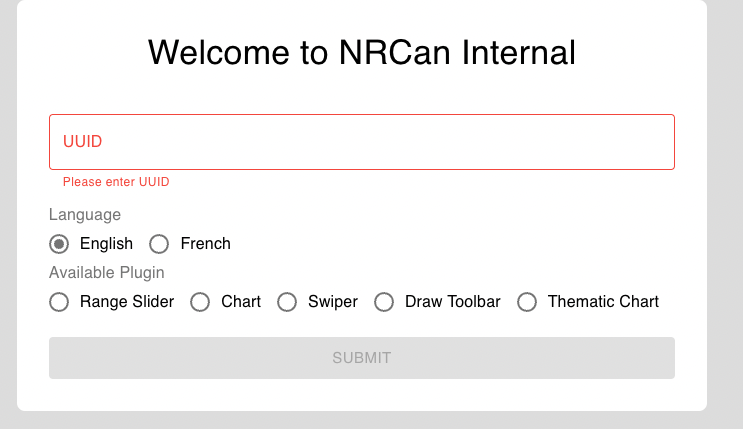 Welcome to NRCan Internal
UUID
Please enter UUID
Language
English French
Available Plugin
Range Slider Chart Swiper Draw Toolbar Thematic Chart
SUBMIT